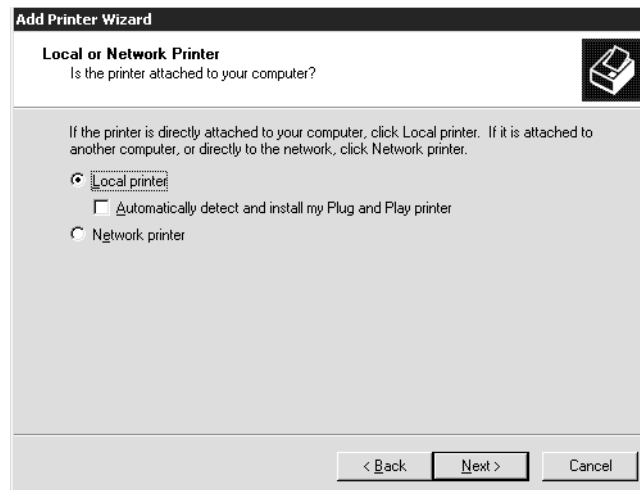 Add Printer Wizard
Local or Network Printer
Is the printer attached to your computer?
If the printer is directly attached to your computer, click Local printer. If it is attached to
another computer, or directly to the network, click Network printer.
Local printer
Automatically detect and install my Plug and Play printer
Network printer
< Back Next > Cancel